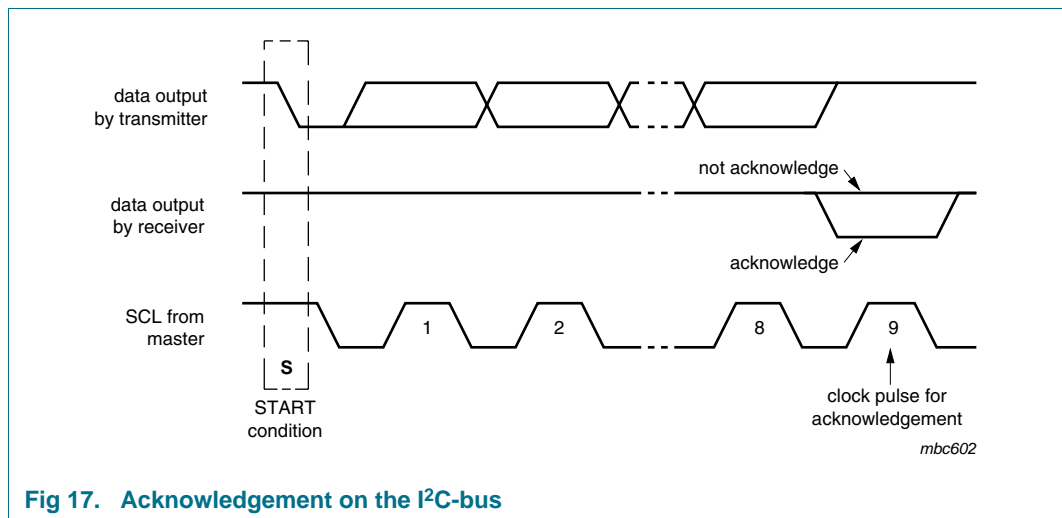 data output
by transmitter
not acknowledge
data output
by receiver
acknowledge
SCL from
master
1
2
8
9
S
START
condition
clock pulse for
acknowledgement
mbc602
Fig 17. Acknowledgement on the I²C-bus